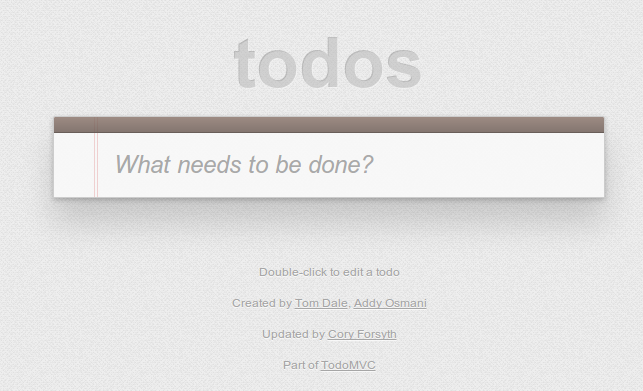 todos
What needs to be done?
Double-click to edit a todo
Created by Tom Dale, Addy Osmani
Updated by Cory Forsyth
Part of TodoMVC